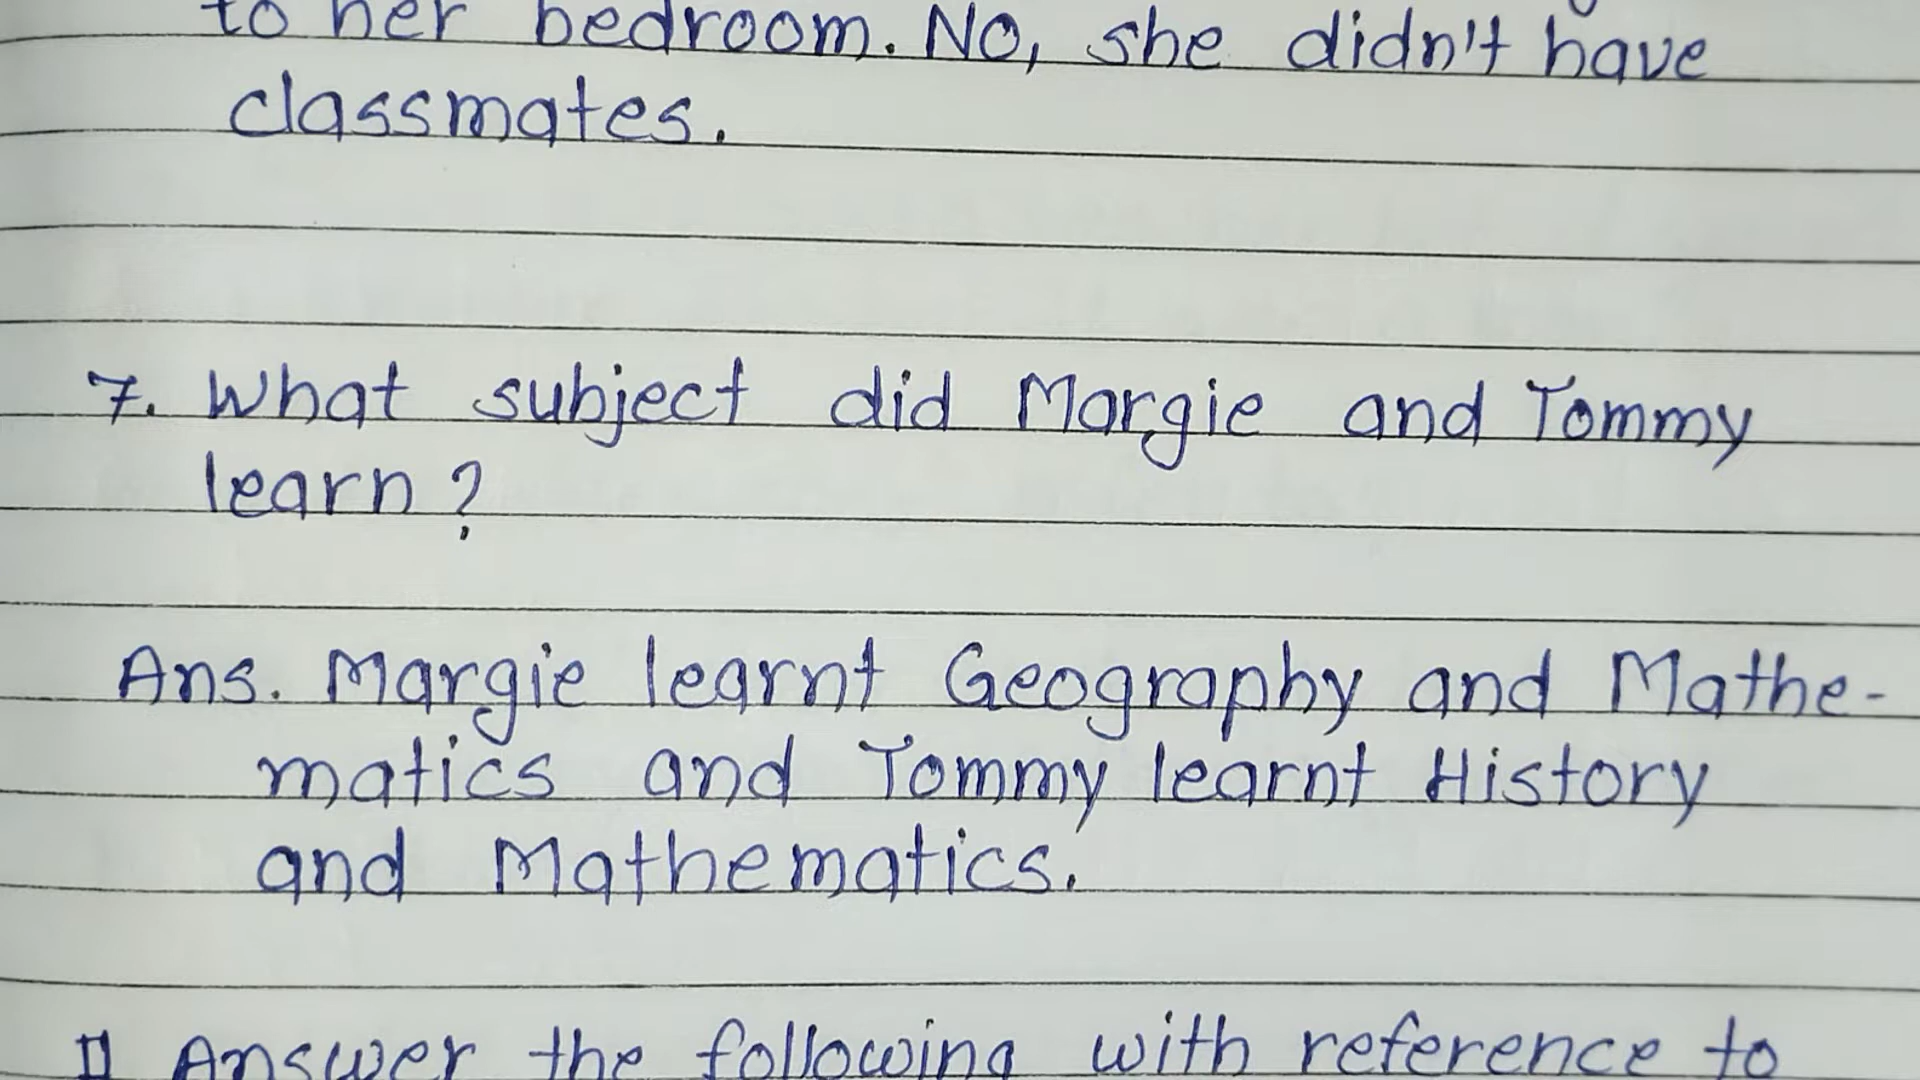 to her bedroom. No, she didn't have
classmates.
7. What subject did Margie and Tommy
learn?
Ans. Margie learnt Geography and Mathe-
matics and Tommy learnt History
and Mathematics.
II Answer the following with reference to